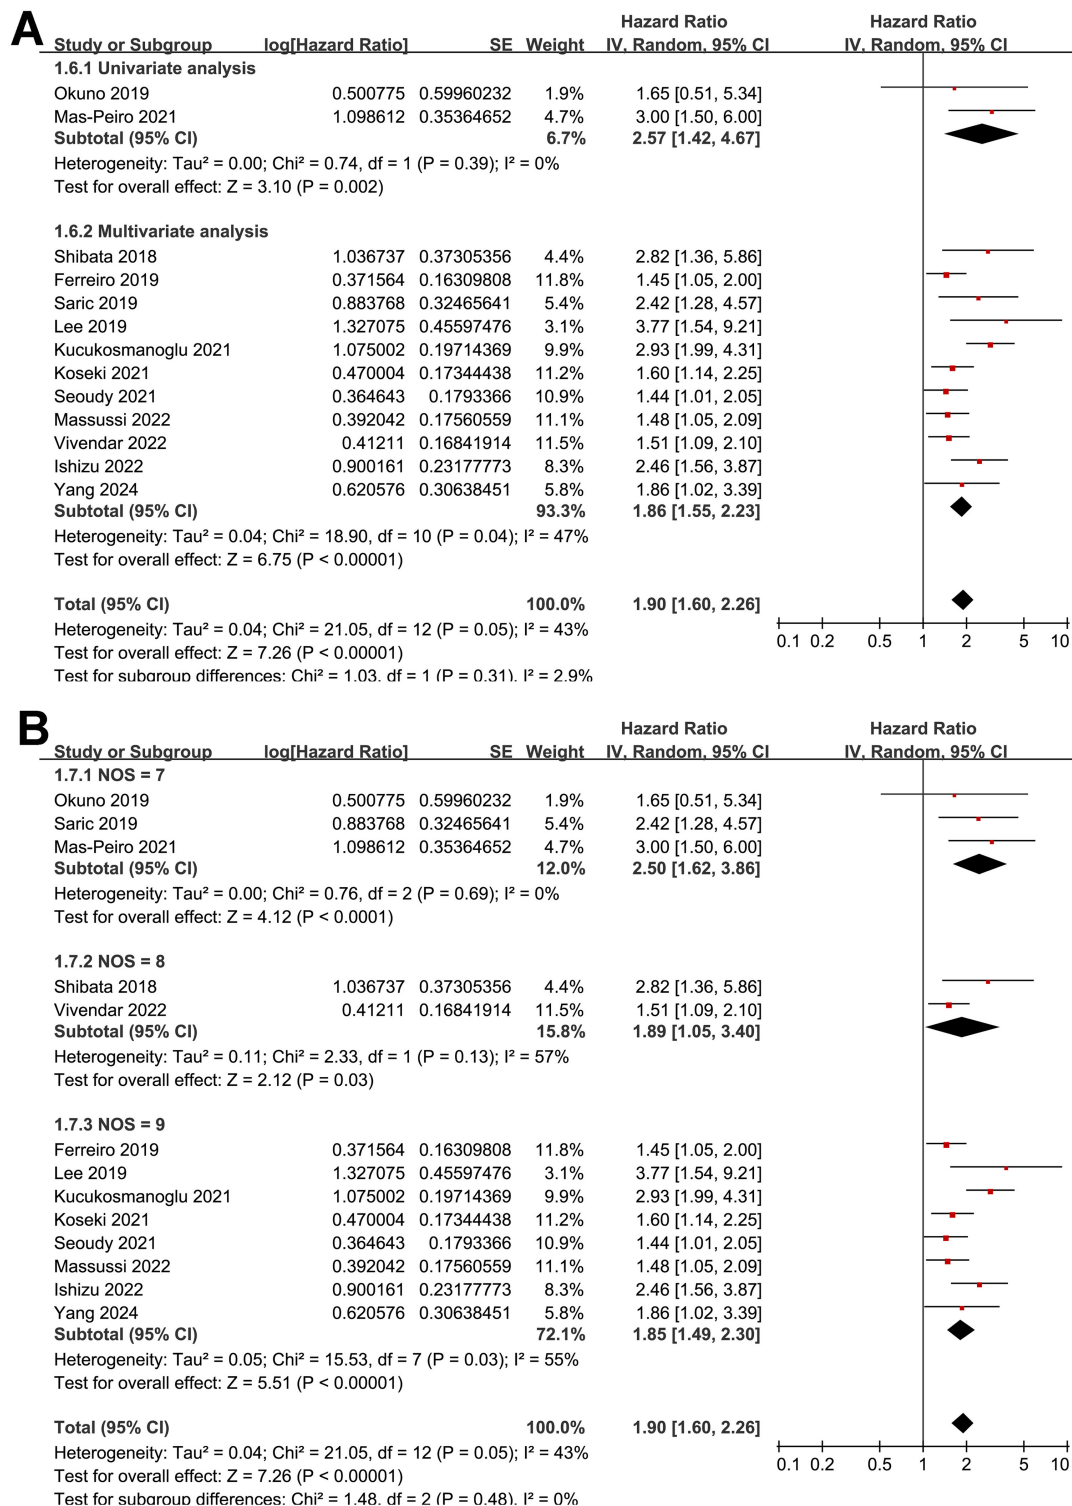 A
Hazard Ratio Hazard Ratio
Study or Subgroup log[Hazard Ratio] SE Weight IV, Random, 95% CI IV, Random, 95% CI
1.6.1 Univariate analysis
Okuno 2019 0.500775 0.59960232 1.9% 1.65 [0.51, 5.34]
Mas-Peiro 2021 1.098612 0.35364652 4.7% 3.00 [1.50, 6.00]
Subtotal (95% CI) 6.7% 2.57 [1.42, 4.67]
Heterogeneity: Tau² = 0.00; Chi² = 0.74, df = 1 (P = 0.39); I² = 0%
Test for overall effect: Z = 3.10 (P = 0.002)
1.6.2 Multivariate analysis
Shibata 2018 1.036737 0.37305356 4.4% 2.82 [1.36, 5.86]
Ferreiro 2019 0.371564 0.16309808 11.8% 1.45 [1.05, 2.00]
Saric 2019 0.883768 0.32465641 5.4% 2.42 [1.28, 4.57]
Lee 2019 1.327075 0.45597476 3.1% 3.77 [1.54, 9.21]
Kucukosmanoglu 2021 1.075002 0.19714369 9.9% 2.93 [1.99, 4.31]
Koseki 2021 0.470004 0.17344438 11.2% 1.60 [1.14, 2.25]
Seoudy 2021 0.364643 0.1793366 10.9% 1.44 [1.01, 2.05]
Massussi 2022 0.392042 0.17560559 11.1% 1.48 [1.05, 2.09]
Vivendar 2022 0.41211 0.16841914 11.5% 1.51 [1.09, 2.10]
Ishizu 2022 0.900161 0.23177773 8.3% 2.46 [1.56, 3.87]
Yang 2024 0.620576 0.30638451 5.8% 1.86 [1.02, 3.39]
Subtotal (95% CI) 93.3% 1.86 [1.55, 2.23]
Heterogeneity: Tau² = 0.04; Chi² = 18.90, df = 10 (P = 0.04); I² = 47%
Test for overall effect: Z = 6.75 (P < 0.00001)
Total (95% CI) 100.0% 1.90 [1.60, 2.26]
Heterogeneity: Tau² = 0.04; Chi² = 21.05, df = 12 (P = 0.05); I² = 43%
Test for overall effect: Z = 7.26 (P < 0.00001)
Test for subgroup differences: Chi² = 1.03, df = 1 (P = 0.31), I² = 2.9%
0.1 0.2 0.5 1 2 5 10
B
Hazard Ratio Hazard Ratio
Study or Subgroup log[Hazard Ratio] SE Weight IV, Random, 95% CI IV, Random, 95% CI
1.7.1 NOS = 7
Okuno 2019 0.500775 0.59960232 1.9% 1.65 [0.51, 5.34]
Saric 2019 0.883768 0.32465641 5.4% 2.42 [1.28, 4.57]
Mas-Peiro 2021 1.098612 0.35364652 4.7% 3.00 [1.50, 6.00]
Subtotal (95% CI) 12.0% 2.50 [1.62, 3.86]
Heterogeneity: Tau² = 0.00; Chi² = 0.76, df = 2 (P = 0.69); I² = 0%
Test for overall effect: Z = 4.12 (P < 0.0001)
1.7.2 NOS = 8
Shibata 2018 1.036737 0.37305356 4.4% 2.82 [1.36, 5.86]
Vivendar 2022 0.41211 0.16841914 11.5% 1.51 [1.09, 2.10]
Subtotal (95% CI) 15.8% 1.89 [1.05, 3.40]
Heterogeneity: Tau² = 0.11; Chi² = 2.33, df = 1 (P = 0.13); I² = 57%
Test for overall effect: Z = 2.12 (P = 0.03)
1.7.3 NOS = 9
Ferreiro 2019 0.371564 0.16309808 11.8% 1.45 [1.05, 2.00]
Lee 2019 1.327075 0.45597476 3.1% 3.77 [1.54, 9.21]
Kucukosmanoglu 2021 1.075002 0.19714369 9.9% 2.93 [1.99, 4.31]
Koseki 2021 0.470004 0.17344438 11.2% 1.60 [1.14, 2.25]
Seoudy 2021 0.364643 0.1793366 10.9% 1.44 [1.01, 2.05]
Massussi 2022 0.392042 0.17560559 11.1% 1.48 [1.05, 2.09]
Ishizu 2022 0.900161 0.23177773 8.3% 2.46 [1.56, 3.87]
Yang 2024 0.620576 0.30638451 5.8% 1.86 [1.02, 3.39]
Subtotal (95% CI) 72.1% 1.85 [1.49, 2.30]
Heterogeneity: Tau² = 0.05; Chi² = 15.53, df = 7 (P = 0.03); I² = 55%
Test for overall effect: Z = 5.51 (P < 0.00001)
Total (95% CI) 100.0% 1.90 [1.60, 2.26]
Heterogeneity: Tau² = 0.04; Chi² = 21.05, df = 12 (P = 0.05); I² = 43%
Test for overall effect: Z = 7.26 (P < 0.00001)
Test for subgroup differences: Chi² = 1.48, df = 2 (P = 0.48), I² = 0%
0.1 0.2 0.5 1 2 5 10